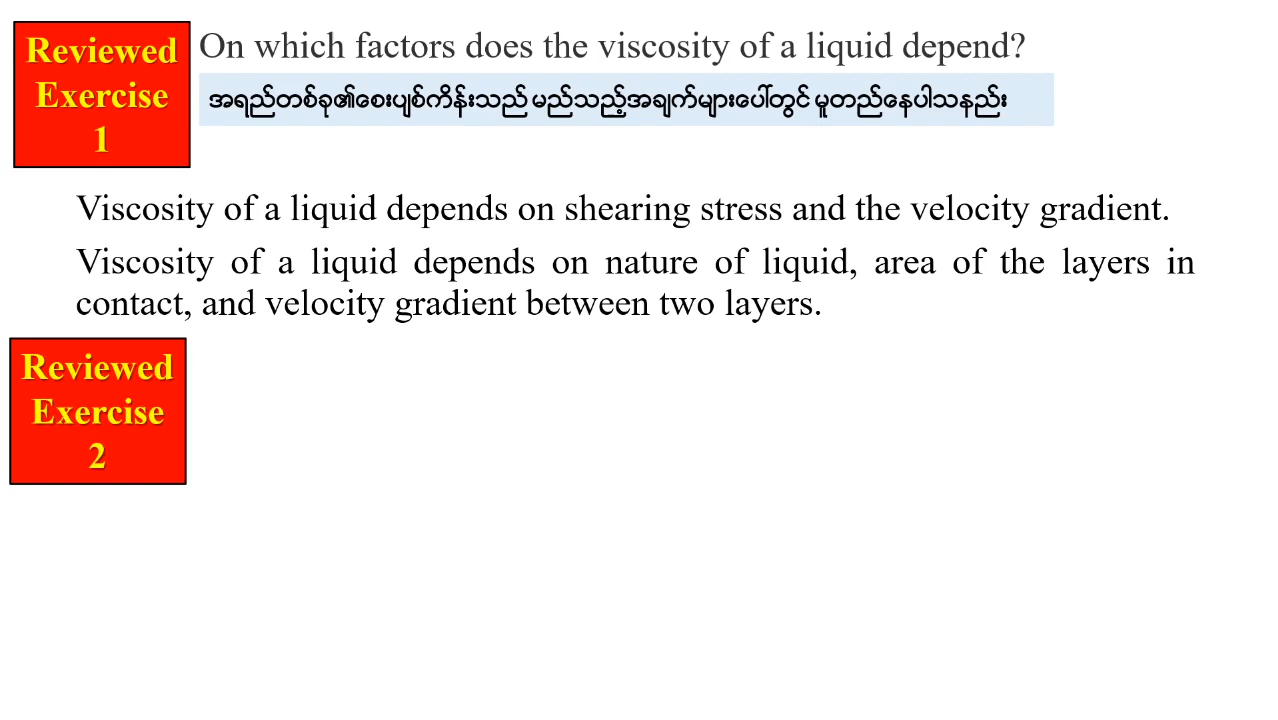 Reviewed
Exercise
1
On which factors does the viscosity of a liquid depend?
အရည်တစ်ခု၏စေးပျစ်ကိန်းသည် မည်သည့်အချက်များပေါ်တွင် မူတည်နေပါသနည်း
Viscosity of a liquid depends on shearing stress and the velocity gradient.
Viscosity of a liquid depends on nature of liquid, area of the layers in
contact, and velocity gradient between two layers.
Reviewed
Exercise
2